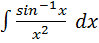 ∫ sin⁻¹x / x² dx